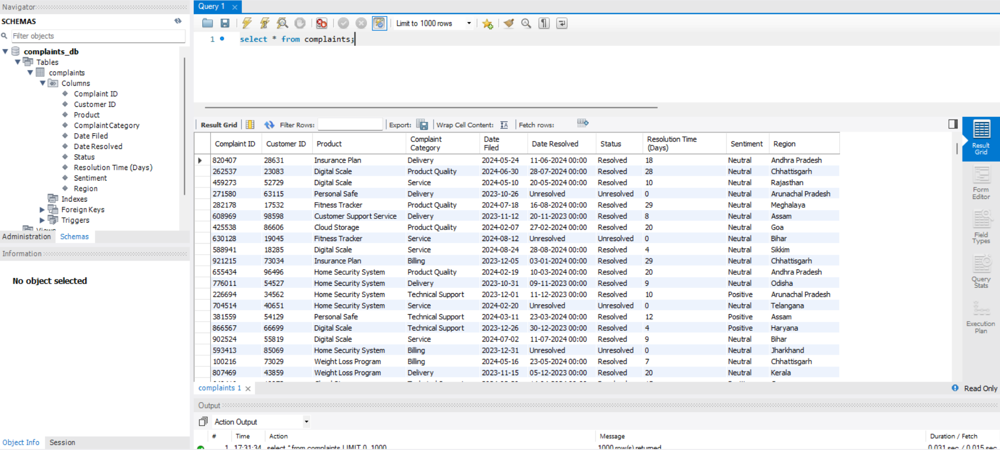 Navigator
SCHEMAS
Filter objects
complaints_db
Tables
complaints
Columns
Complaint ID
Customer ID
Product
Complaint Category
Date Filed
Date Resolved
Status
Resolution Time (Days)
Sentiment
Region
Indexes
Foreign Keys
Triggers
Views
Administration Schemas
Information
No object selected
Object Info Session
Query 1
Limit to 1000 rows
1 select * from complaints;
Result Grid Filter Rows: Export: Wrap Cell Content: Fetch rows:
Complaint ID Customer ID Product Complaint Category Date Filed Date Resolved Status Resolution Time (Days) Sentiment Region
820407 28631 Insurance Plan Delivery 2024-05-24 11-06-2024 00:00 Resolved 18 Neutral Andhra Pradesh
262537 23083 Digital Scale Product Quality 2024-06-30 28-07-2024 00:00 Resolved 28 Neutral Chhattisgarh
459273 52729 Digital Scale Service 2024-05-10 20-05-2024 00:00 Resolved 10 Neutral Rajasthan
271580 63115 Personal Safe Delivery 2023-10-26 Unresolved Unresolved 0 Neutral Arunachal Pradesh
282178 17532 Fitness Tracker Product Quality 2024-07-18 16-08-2024 00:00 Resolved 29 Neutral Meghalaya
608969 98598 Customer Support Service Delivery 2023-11-12 20-11-2023 00:00 Resolved 8 Neutral Assam
425538 86606 Cloud Storage Product Quality 2024-02-07 27-02-2024 00:00 Resolved 20 Neutral Goa
630128 19045 Fitness Tracker Service 2024-08-12 Unresolved Unresolved 0 Neutral Bihar
588941 18285 Digital Scale Service 2024-08-24 28-08-2024 00:00 Resolved 4 Neutral Sikkim
921215 73034 Insurance Plan Billing 2023-12-05 03-01-2024 00:00 Resolved 29 Neutral Chhattisgarh
655434 96496 Home Security System Product Quality 2024-02-19 10-03-2024 00:00 Resolved 20 Neutral Andhra Pradesh
776011 54527 Home Security System Delivery 2023-10-31 09-11-2023 00:00 Resolved 9 Neutral Odisha
226694 34562 Home Security System Technical Support 2023-12-01 11-12-2023 00:00 Resolved 10 Positive Arunachal Pradesh
704514 40651 Home Security System Service 2024-02-20 Unresolved Unresolved 0 Neutral Telangana
381559 54129 Personal Safe Technical Support 2024-03-11 23-03-2024 00:00 Resolved 12 Positive Assam
866567 66699 Digital Scale Technical Support 2023-12-26 30-12-2023 00:00 Resolved 4 Positive Haryana
902524 55819 Digital Scale Service 2024-07-02 11-07-2024 00:00 Resolved 9 Neutral Bihar
593413 85069 Home Security System Billing 2023-12-31 Unresolved Unresolved 0 Neutral Jharkhand
100216 73029 Weight Loss Program Billing 2024-05-16 23-05-2024 00:00 Resolved 7 Neutral Chhattisgarh
807469 43859 Weight Loss Program Delivery 2023-11-15 05-12-2023 00:00 Resolved 20 Neutral Kerala
Result Grid
Form Editor
Field Types
Query Stats
Execution Plan
complaints 1
Read Only
Output
Action Output
# Time Action Message Duration / Fetch
1 17:31:34 select * from complaints LIMIT 0, 1000 1000 row(s) returned 0.031 sec / 0.015 sec